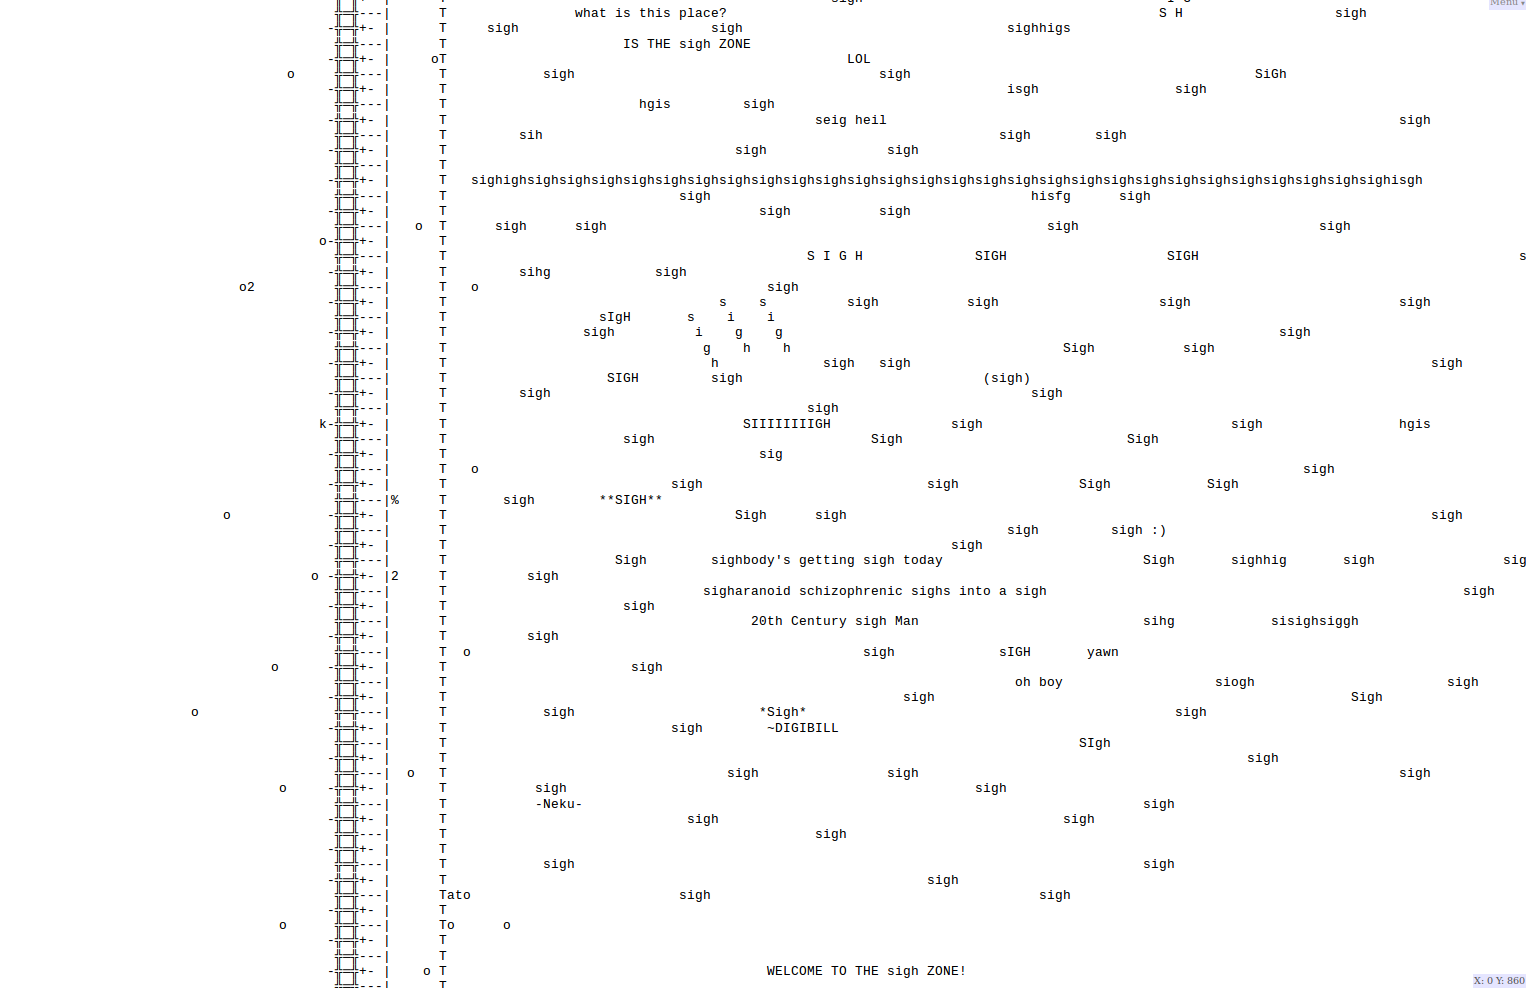 sigh
Menu ▾
╬═╬---| T what is this place? S H sigh
-╬═╬+- | T sigh sigh sighhigs
╬═╬---| T IS THE sigh ZONE
-╬═╬+- | oT LOL
o ╬═╬---| T sigh sigh SiGh
-╬═╬+- | T isgh sigh
╬═╬---| T hgis sigh
-╬═╬+- | T seig heil sigh
╬═╬---| T sih sigh sigh
-╬═╬+- | T sigh sigh
╬═╬---| T
-╬═╬+- | T sighighsighsighsighsighsighsighsighsighsighsighsighsighsighsighsighsighsighsighsighsighsighsighsighsighsighsighsighisgh
╬═╬---| T sigh hisfg sigh
-╬═╬+- | T sigh sigh
╬═╬---| o T sigh sigh sigh sigh
o-╬═╬+- | T
╬═╬---| T S I G H SIGH SIGH s
-╬═╬+- | T sihg sigh
o2 ╬═╬---| T o sigh
-╬═╬+- | T s s sigh sigh sigh sigh
╬═╬---| T sIgH s i i
-╬═╬+- | T sigh i g g sigh
╬═╬---| T g h h Sigh sigh
-╬═╬+- | T h sigh sigh sigh
╬═╬---| T SIGH sigh (sigh)
-╬═╬+- | T sigh sigh
╬═╬---| T sigh
k-╬═╬+- | T SIIIIIIIIGH sigh sigh hgis
╬═╬---| T sigh Sigh Sigh
-╬═╬+- | T sig
╬═╬---| T o sigh
-╬═╬+- | T sigh sigh Sigh Sigh
╬═╬---|% T sigh **SIGH**
o -╬═╬+- | T Sigh sigh sigh
╬═╬---| T sigh sigh :)
-╬═╬+- | T sigh
╬═╬---| T Sigh sighbody's getting sigh today Sigh sighhig sigh sig
o -╬═╬+- |2 T sigh
╬═╬---| T sigharanoid schizophrenic sighs into a sigh sigh
-╬═╬+- | T sigh
╬═╬---| T 20th Century sigh Man sihg sisighsiggh
-╬═╬+- | T sigh
╬═╬---| T o sigh sIGH yawn
o -╬═╬+- | T sigh
╬═╬---| T oh boy siogh sigh
-╬═╬+- | T sigh Sigh
o ╬═╬---| T sigh *Sigh* sigh
-╬═╬+- | T sigh ~DIGIBILL
╬═╬---| T SIgh
-╬═╬+- | T sigh
╬═╬---| o T sigh sigh sigh
o -╬═╬+- | T sigh sigh
╬═╬---| T -Neku- sigh
-╬═╬+- | T sigh sigh
╬═╬---| T sigh
-╬═╬+- | T
╬═╬---| T sigh sigh
-╬═╬+- | T sigh
╬═╬---| Tato sigh sigh
-╬═╬+- | T
o ╬═╬---| To o
-╬═╬+- | T
╬═╬---| T
-╬═╬+- | o T WELCOME TO THE sigh ZONE!
╬═╬---| T
X: 0 Y: 860